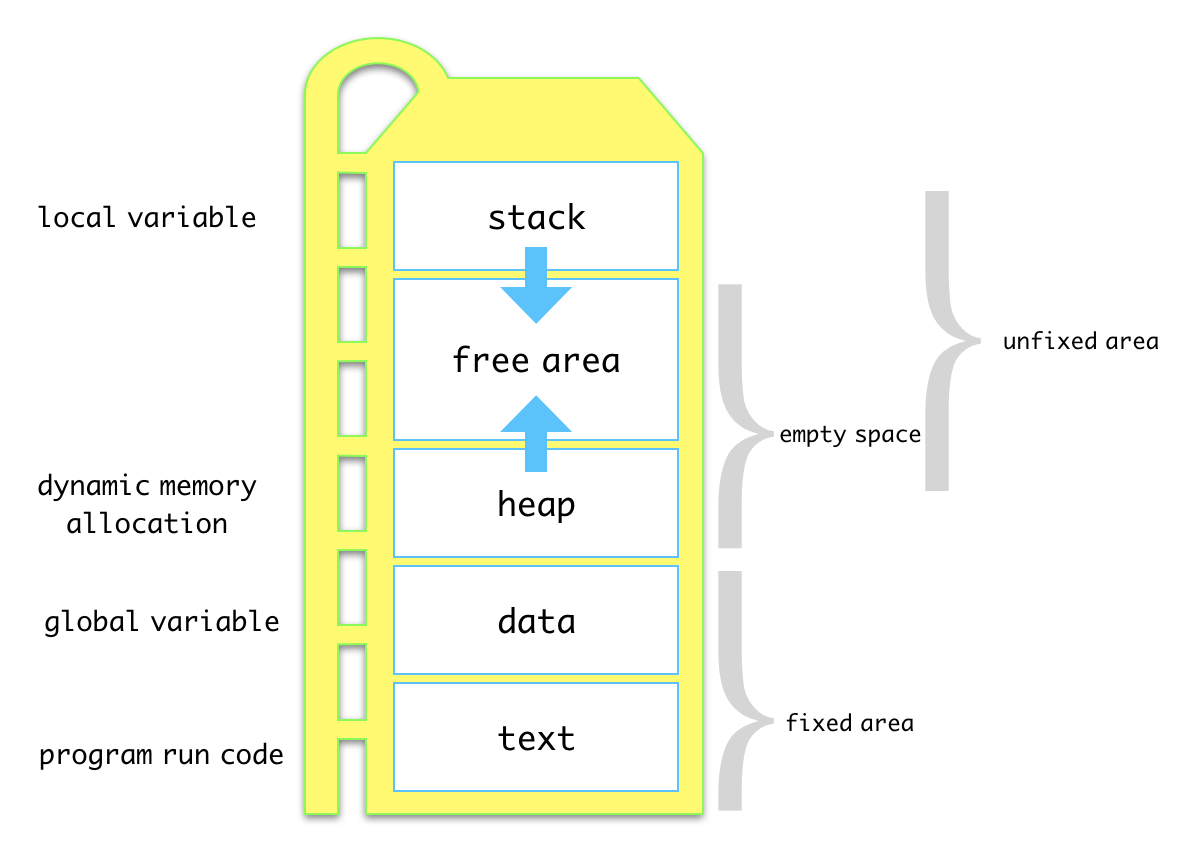 local variable
stack
free area
unfixed area
empty space
dynamic memory
allocation
heap
global variable
data
fixed area
program run code
text